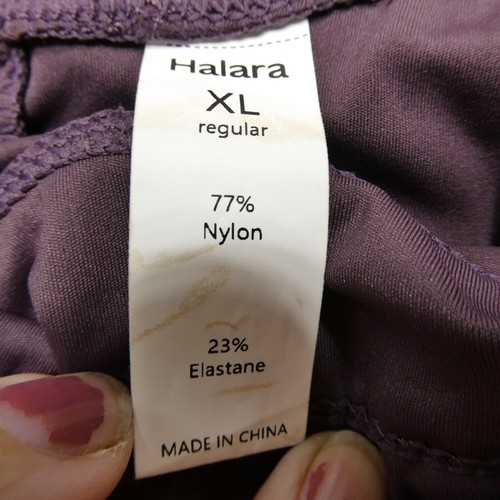 Halara
XL
regular
77%
Nylon
23%
Elastane
MADE IN CHINA